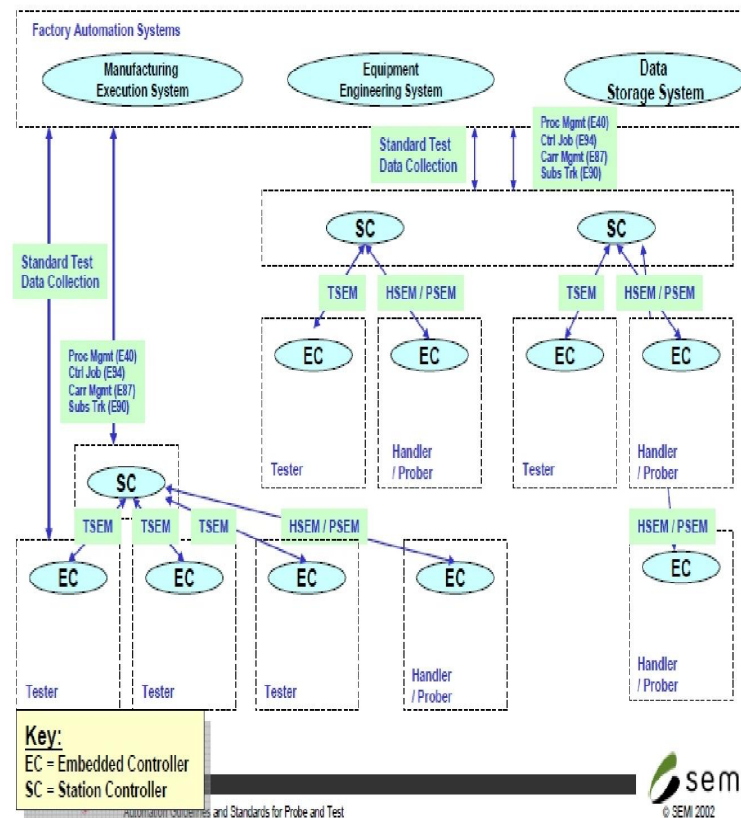 Factory Automation Systems
Manufacturing
Execution System
Equipment
Engineering System
Data
Storage System
Standard Test
Data Collection
Proc Mgmt (E40)
Ctrl Job (E94)
Carr Mgmt (E87)
Subs Trk (E90)
SC
SC
Standard Test
Data Collection
TSEM
HSEM / PSEM
TSEM
HSEM / PSEM
EC
EC
EC
EC
Proc Mgmt (E40)
Ctrl Job (E94)
Carr Mgmt (E87)
Subs Trk (E90)
Tester
Handler
/ Prober
Tester
Handler
/ Prober
SC
TSEM
TSEM
TSEM
HSEM / PSEM
HSEM / PSEM
EC
EC
EC
EC
EC
Tester
Tester
Tester
Handler
/ Prober
Handler
/ Prober
Key:
EC = Embedded Controller
SC = Station Controller
Automation Guidelines and Standards for Probe and Test
sem
© SEMI 2002